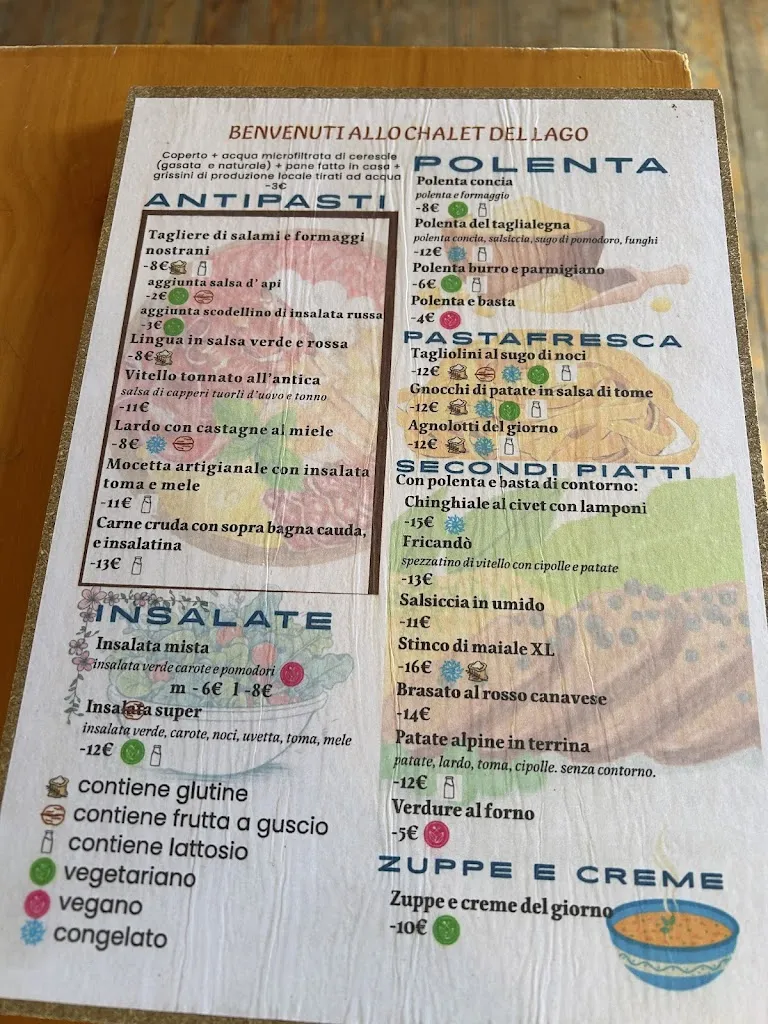 BENVENUTI ALLO CHALET DEL LAGO
Coperto + acqua microfiltrata di ceresole
(gasata e naturale) + pane fatto in casa +
grissini di produzione locale tirati ad acqua
-3€
ANTIPASTI
Tagliere di salami e formaggi
nostrani
-8€
aggiunta salsa d' api
-2€
aggiunta scodellino di insalata russa
-3€
Lingua in salsa verde e rossa
-8€
Vitello tonnato all'antica
salsa di capperi tuorli d'uovo e tonno
-11€
Lardo con castagne al miele
-8€
Mocetta artigianale con insalata
toma e mele
-11€
Carne cruda con sopra bagna cauda,
e insalatina
-13€
INSALATE
Insalata mista
insalata verde carote e pomodori
m -6€ l -8€
Insalata super
insalata verde, carote, noci, uvetta, toma, mele
-12€
contiene glutine
contiene frutta a guscio
contiene lattosio
vegetariano
vegano
congelato
POLENTA
Polenta concia
polenta e formaggio
-8€
Polenta del taglialegna
polenta concia, salsiccia, sugo di pomodoro, funghi
-12€
Polenta burro e parmigiano
-6€
Polenta e basta
-4€
PASTA FRESCA
Tagliolini al sugo di noci
-12€
Gnocchi di patate in salsa di tome
-12€
Agnolotti del giorno
-12€
SECONDI PIATTI
Con polenta e basta di contorno:
Chinghiale al civet con lamponi
-15€
Fricandò
spezzatino di vitello con cipolle e patate
-13€
Salsiccia in umido
-11€
Stinco di maiale XL
-16€
Brasato al rosso canavese
-14€
Patate alpine in terrina
patate, lardo, toma, cipolle. senza contorno.
-12€
Verdure al forno
-5€
ZUPPE E CREME
Zuppe e creme del giorno
-10€